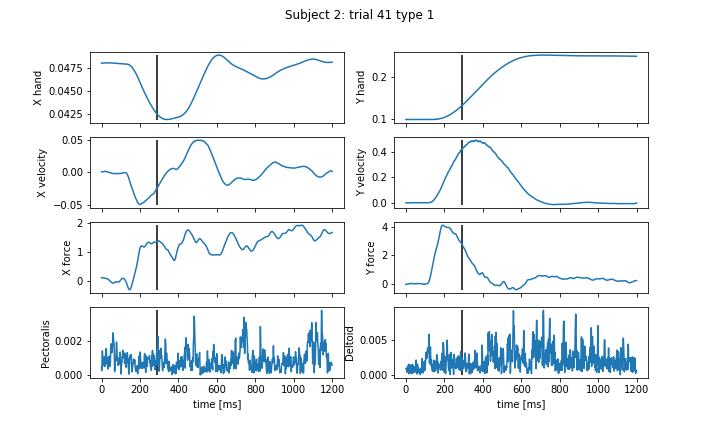 Subject 2: trial 41 type 1
X hand
0.0475
0.0450
0.0425
Y hand
0.2
0.1
X velocity
0.05
0.00
−0.05
Y velocity
0.4
0.2
0.0
X force
2
1
0
Y force
4
2
0
Pectoralis
0.002
0.000
0 200 400 600 800 1000 1200
time [ms]
Deltoid
0.005
0.000
0 200 400 600 800 1000 1200
time [ms]